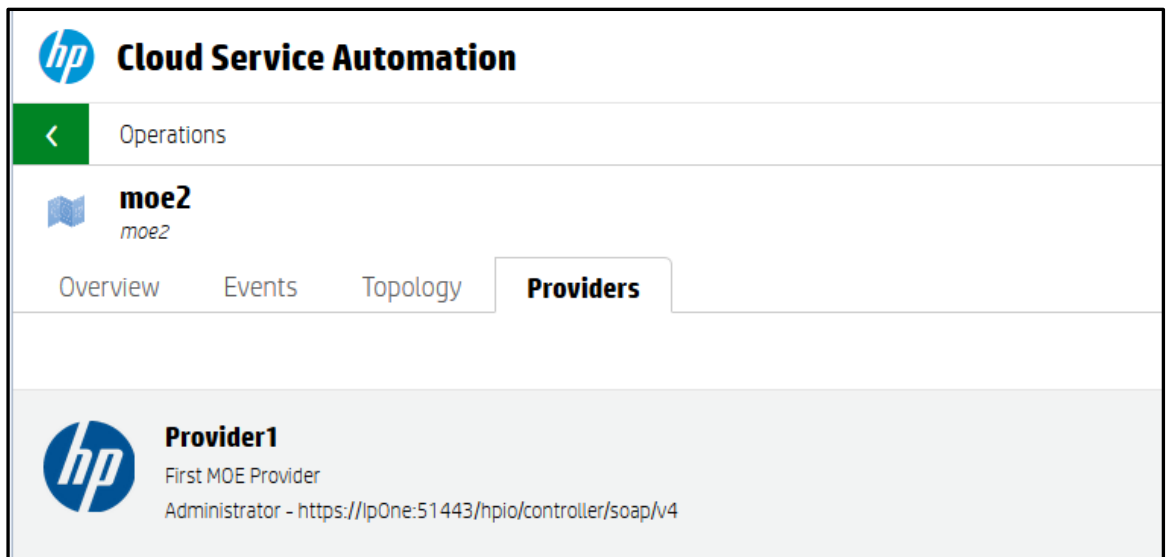 hp Cloud Service Automation
Operations
moe2
moe2
Overview Events Topology Providers
hp Provider1
First MOE Provider
Administrator - https://IpOne:51443/hpio/controller/soap/v4